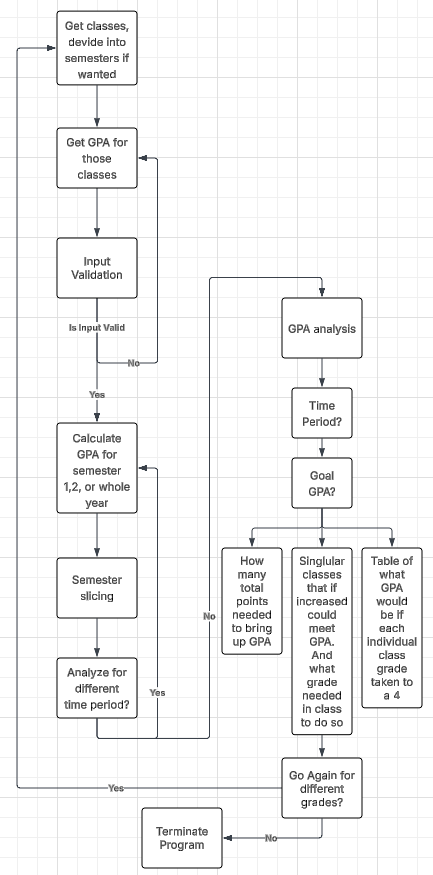 Get classes,
devide into
semesters if
wanted
Get GPA for
those
classes
Input
Validation
Is Input Valid
No
Yes
Calculate
GPA for
semester
1,2, or whole
year
Semester
slicing
Analyze for
different
time period?
Yes
No
GPA analysis
Time
Period?
Goal
GPA?
How
many
total
points
needed
to bring
up GPA
Singlular
classes
that if
increased
could
meet
GPA.
And
what
grade
needed
in class
to do so
Table of
what
GPA
would
be if
each
individual
class
grade
taken to
a 4
Go Again for
different
grades?
Yes
No
Terminate
Program